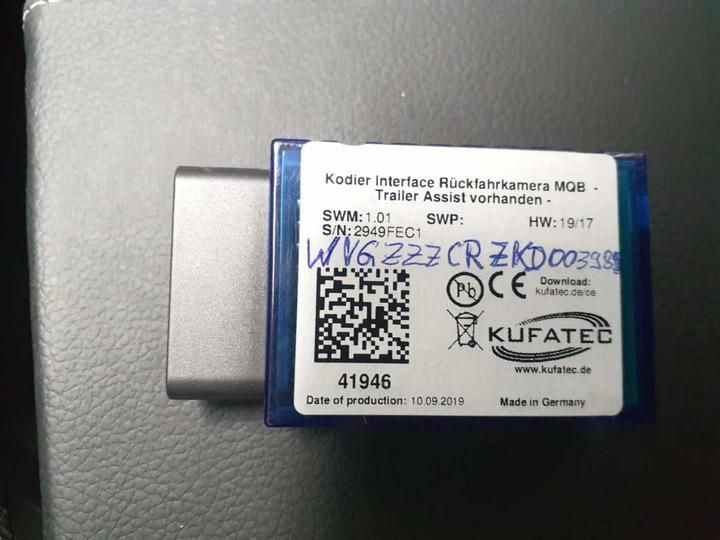 Kodier Interface Rückfahrkamera MQB -
Trailer Assist vorhanden -
SWM: 1.01 SWP: HW: 19/17
S/N: 2949FEC1
WVGZZZCRZKD003989
Pb CE Download:
kufatec.de/ce
KUFATEC
www.kufatec.de
41946
Date of production: 10.09.2019 Made in Germany